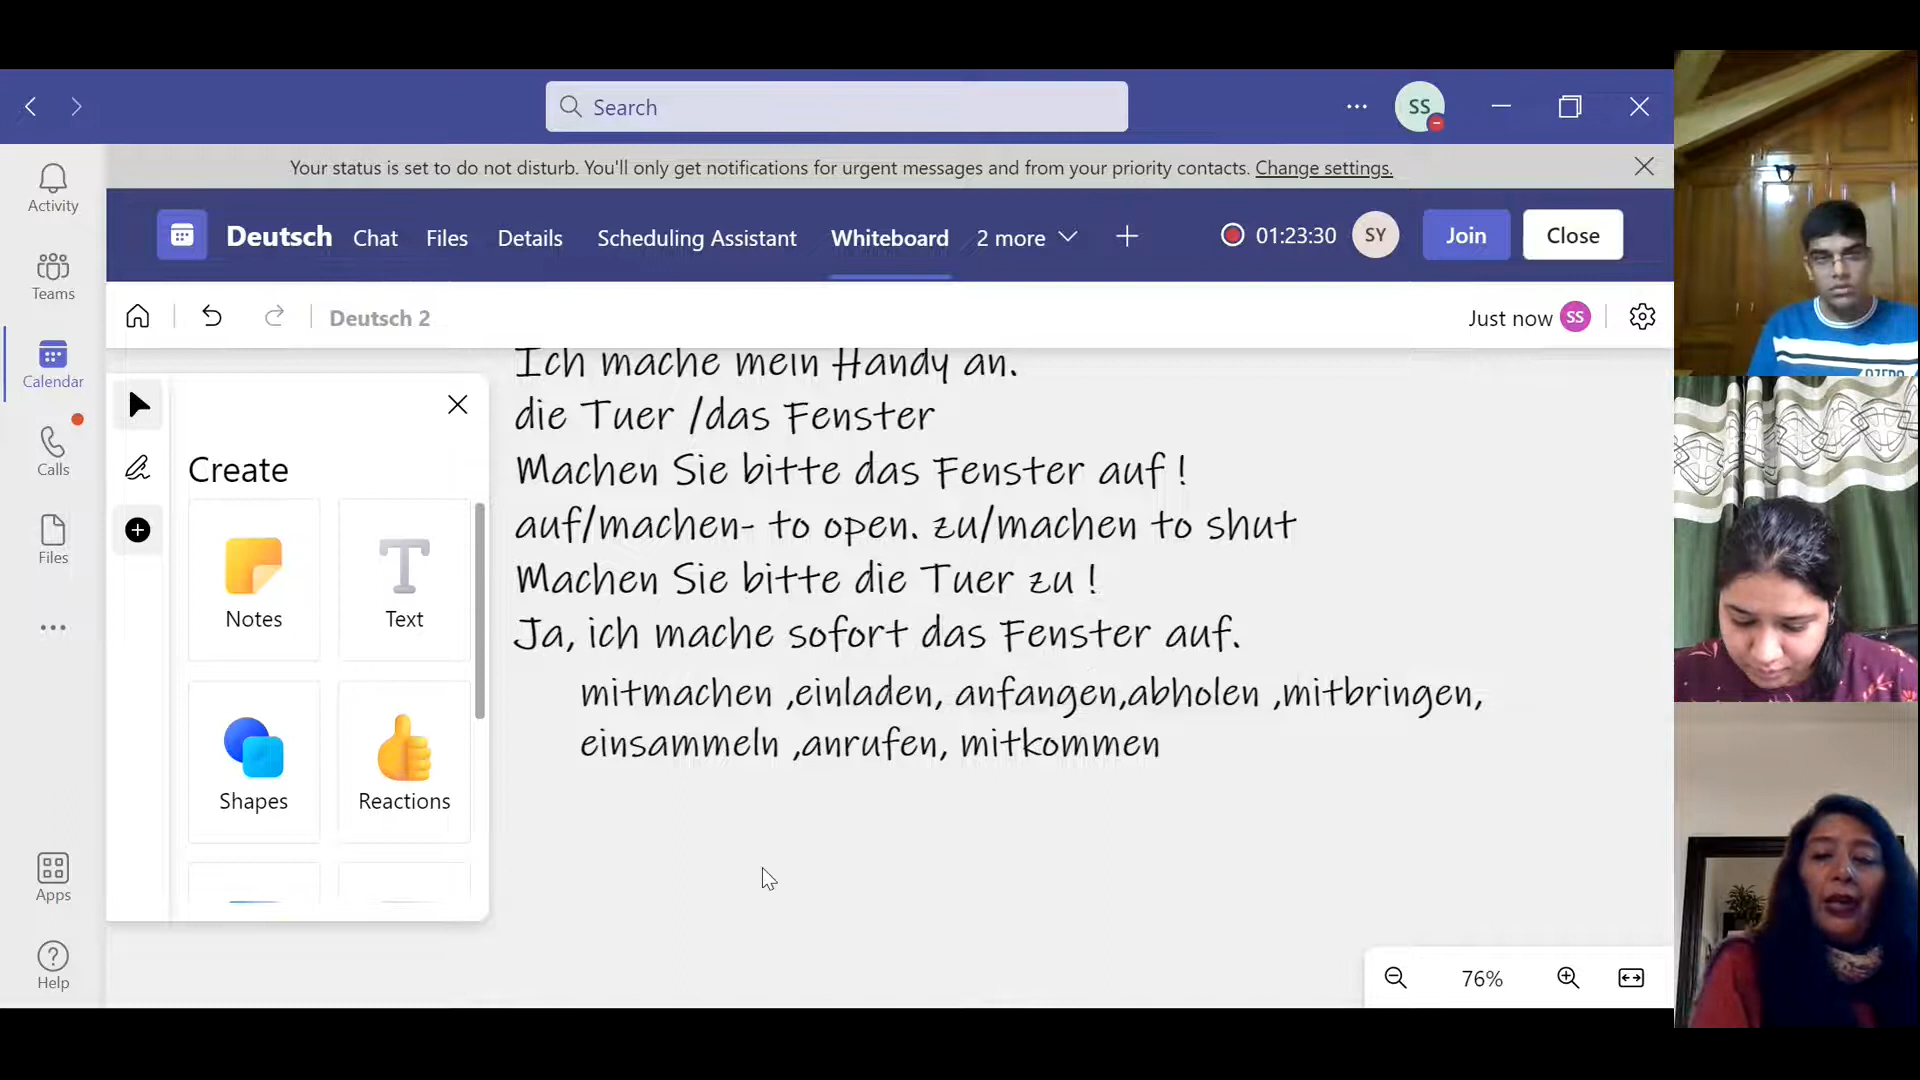 Search
SS
Your status is set to do not disturb. You'll only get notifications for urgent messages and from your priority contacts. Change settings.
Activity
Teams
Calendar
Calls
Files
Apps
Help
Deutsch Chat Files Details Scheduling Assistant Whiteboard 2 more
01:23:30 SY Join Close
Deutsch 2
Just now SS
Create
Notes
Text
Shapes
Reactions
Ich mache mein Handy an.
die Tuer /das Fenster
Machen Sie bitte das Fenster auf !
auf/machen- to open. zu/machen to shut
Machen Sie bitte die Tuer zu !
Ja, ich mache sofort das Fenster auf.
mitmachen ,einladen, anfangen,abholen ,mitbringen,
einsammeln ,anrufen, mitkommen
76%